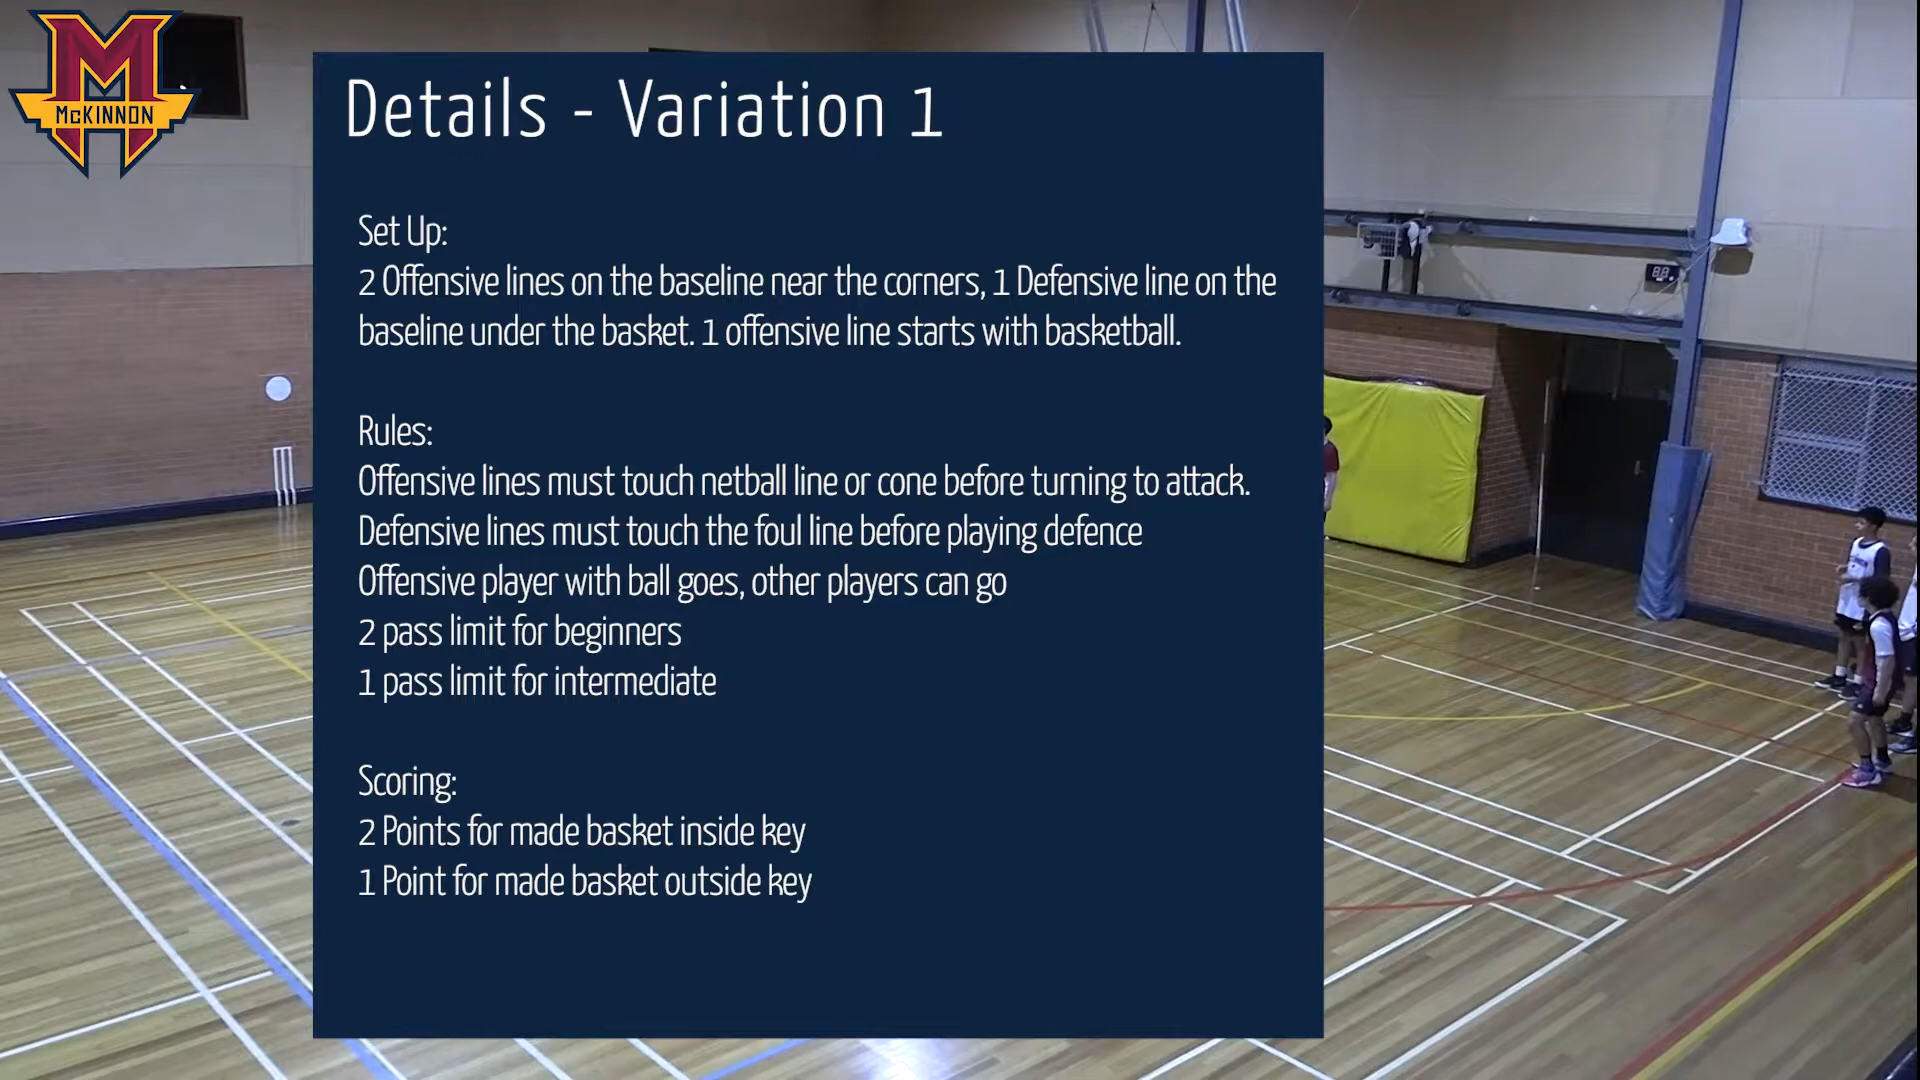 McKINNON
Details - Variation 1
Set Up:
2 Offensive lines on the baseline near the corners, 1 Defensive line on the
baseline under the basket. 1 offensive line starts with basketball.
Rules:
Offensive lines must touch netball line or cone before turning to attack.
Defensive lines must touch the foul line before playing defence
Offensive player with ball goes, other players can go
2 pass limit for beginners
1 pass limit for intermediate
Scoring:
2 Points for made basket inside key
1 Point for made basket outside key